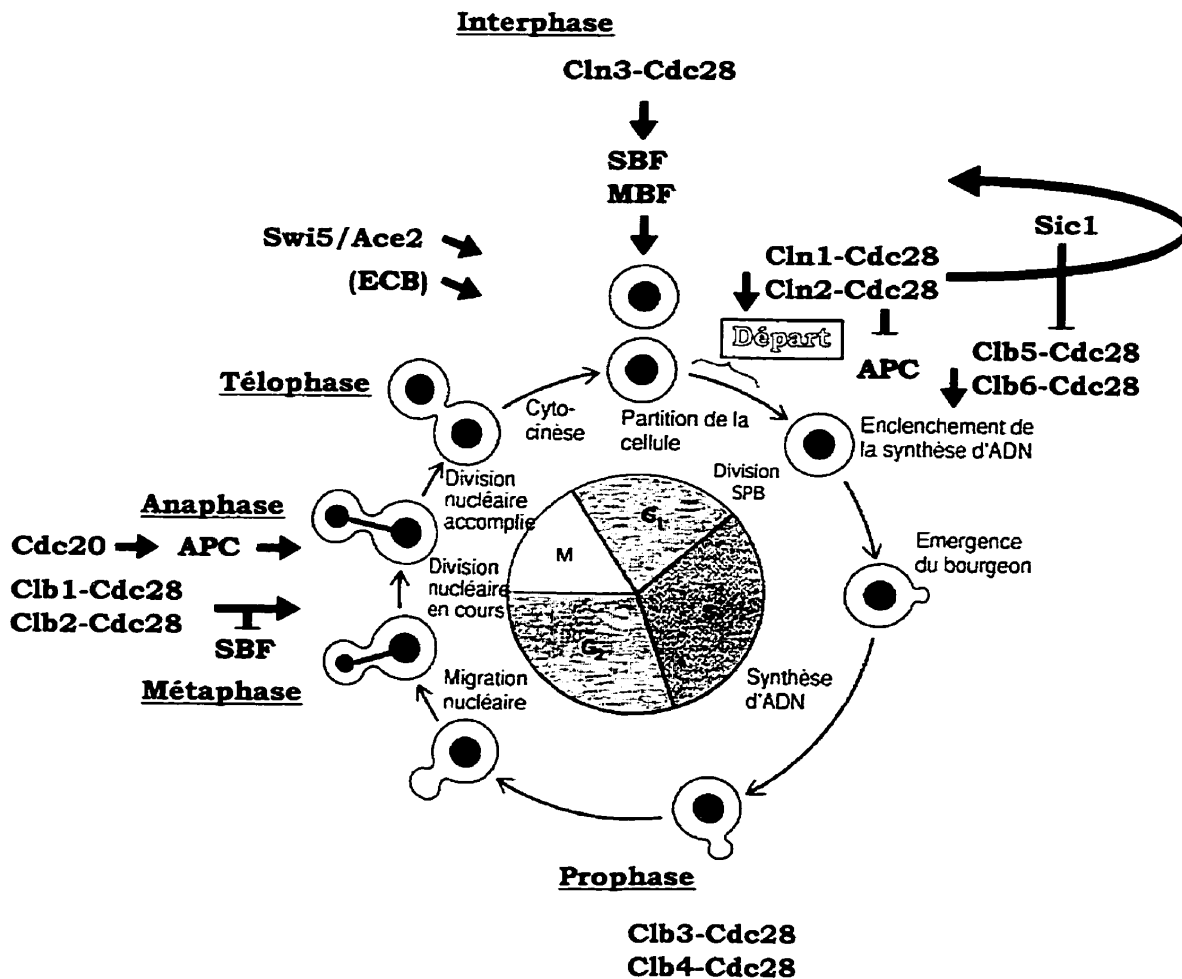 Interphase
Cln3-Cdc28
SBF
MBF
Swi5/Ace2
(ECB)
Sic1
Cln1-Cdc28
Cln2-Cdc28
Départ
APC
Clb5-Cdc28
Clb6-Cdc28
Télophase
Cyto-
cinèse
Partition de la
cellule
Enclenchement de
la synthèse d'ADN
Division
SPB
Division
nucléaire
accomplie
Anaphase
Cdc20
APC
G1
M
Emergence
du bourgeon
Clb1-Cdc28
Clb2-Cdc28
SBF
Division
nucléaire
en cours
G2
Métaphase
Migration
nucléaire
Synthèse
d'ADN
Prophase
Clb3-Cdc28
Clb4-Cdc28